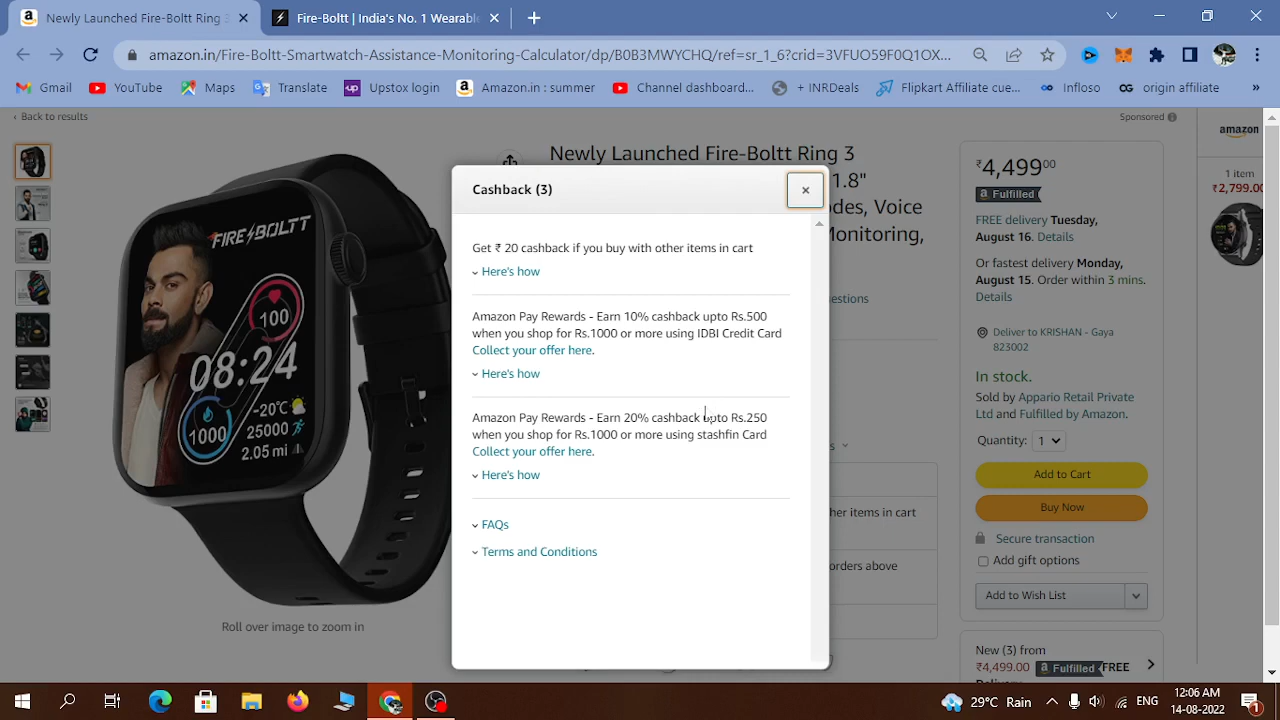 Newly Launched Fire-Boltt Ring 3
Fire-Boltt | India's No. 1 Wearabl
amazon.in/Fire-Boltt-Smartwatch-Assistance-Monitoring-Calculator/dp/B0B3MWYCHQ/ref=sr_1_6?crid=3VFUO59F0Q1OX...
Gmail
YouTube
Maps
Translate
Upstox login
Amazon.in : summer
Channel dashboard...
+ INRDeals
Flipkart Affiliate cue...
Infloso
origin affiliate
»
‹ Back to results
Sponsored
amazon
Newly Launched Fire-Boltt Ring 3
1.8"
Voice
Monitoring,
FIRE BOLTT
100
08:24
-20°C
25000
1000
2.05 mi
Roll over image to zoom in
Cashback (3)
×
Get ₹ 20 cashback if you buy with other items in cart
Here's how
Amazon Pay Rewards - Earn 10% cashback upto Rs.500
when you shop for Rs.1000 or more using IDBI Credit Card
Collect your offer here.
Here's how
Amazon Pay Rewards - Earn 20% cashback upto Rs.250
when you shop for Rs.1000 or more using stashfin Card
Collect your offer here.
Here's how
FAQs
Terms and Conditions
other items in cart
orders above
₹4,499.00
Fulfilled
FREE delivery Tuesday,
August 16. Details
Or fastest delivery Monday,
August 15. Order within 3 mins.
Details
Deliver to KRISHAN - Gaya
823002
In stock.
Sold by Appario Retail Private
Ltd and Fulfilled by Amazon.
Quantity: 1
Add to Cart
Buy Now
Secure transaction
Add gift options
Add to Wish List
New (3) from
₹4,499.00 Fulfilled FREE
1 item
₹2,799.00
29°C Rain
12:06 AM
14-08-2022